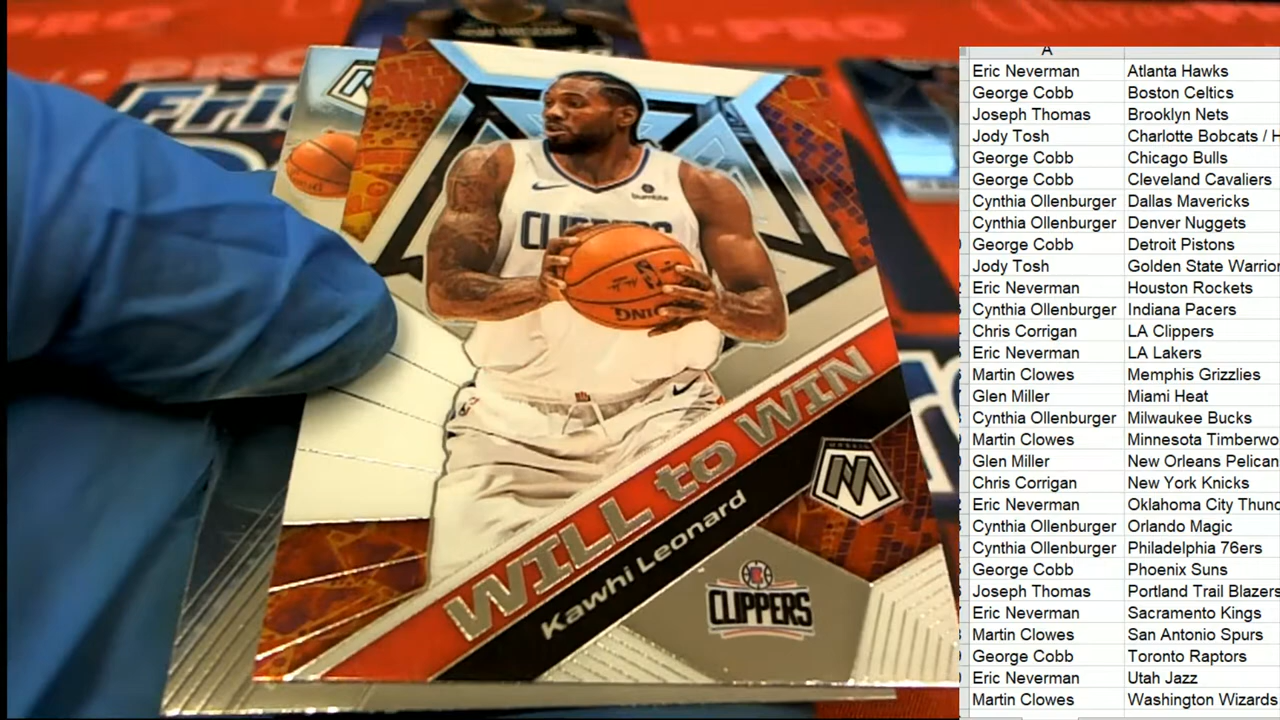 PRO
A
Eric Neverman Atlanta Hawks
George Cobb Boston Celtics
Joseph Thomas Brooklyn Nets
Jody Tosh Charlotte Bobcats / H
George Cobb Chicago Bulls
George Cobb Cleveland Cavaliers
Cynthia Ollenburger Dallas Mavericks
Cynthia Ollenburger Denver Nuggets
George Cobb Detroit Pistons
Jody Tosh Golden State Warrior
Eric Neverman Houston Rockets
Cynthia Ollenburger Indiana Pacers
Chris Corrigan LA Clippers
Eric Neverman LA Lakers
Martin Clowes Memphis Grizzlies
Glen Miller Miami Heat
Cynthia Ollenburger Milwaukee Bucks
Martin Clowes Minnesota Timberwo
Glen Miller New Orleans Pelican
Chris Corrigan New York Knicks
Eric Neverman Oklahoma City Thund
Cynthia Ollenburger Orlando Magic
Cynthia Ollenburger Philadelphia 76ers
George Cobb Phoenix Suns
Joseph Thomas Portland Trail Blazers
Eric Neverman Sacramento Kings
Martin Clowes San Antonio Spurs
George Cobb Toronto Raptors
Eric Neverman Utah Jazz
Martin Clowes Washington Wizards
bumble
CLIPPERS
WILL to WIN
Kawhi Leonard
MOSAIC
M
CLIPPERS